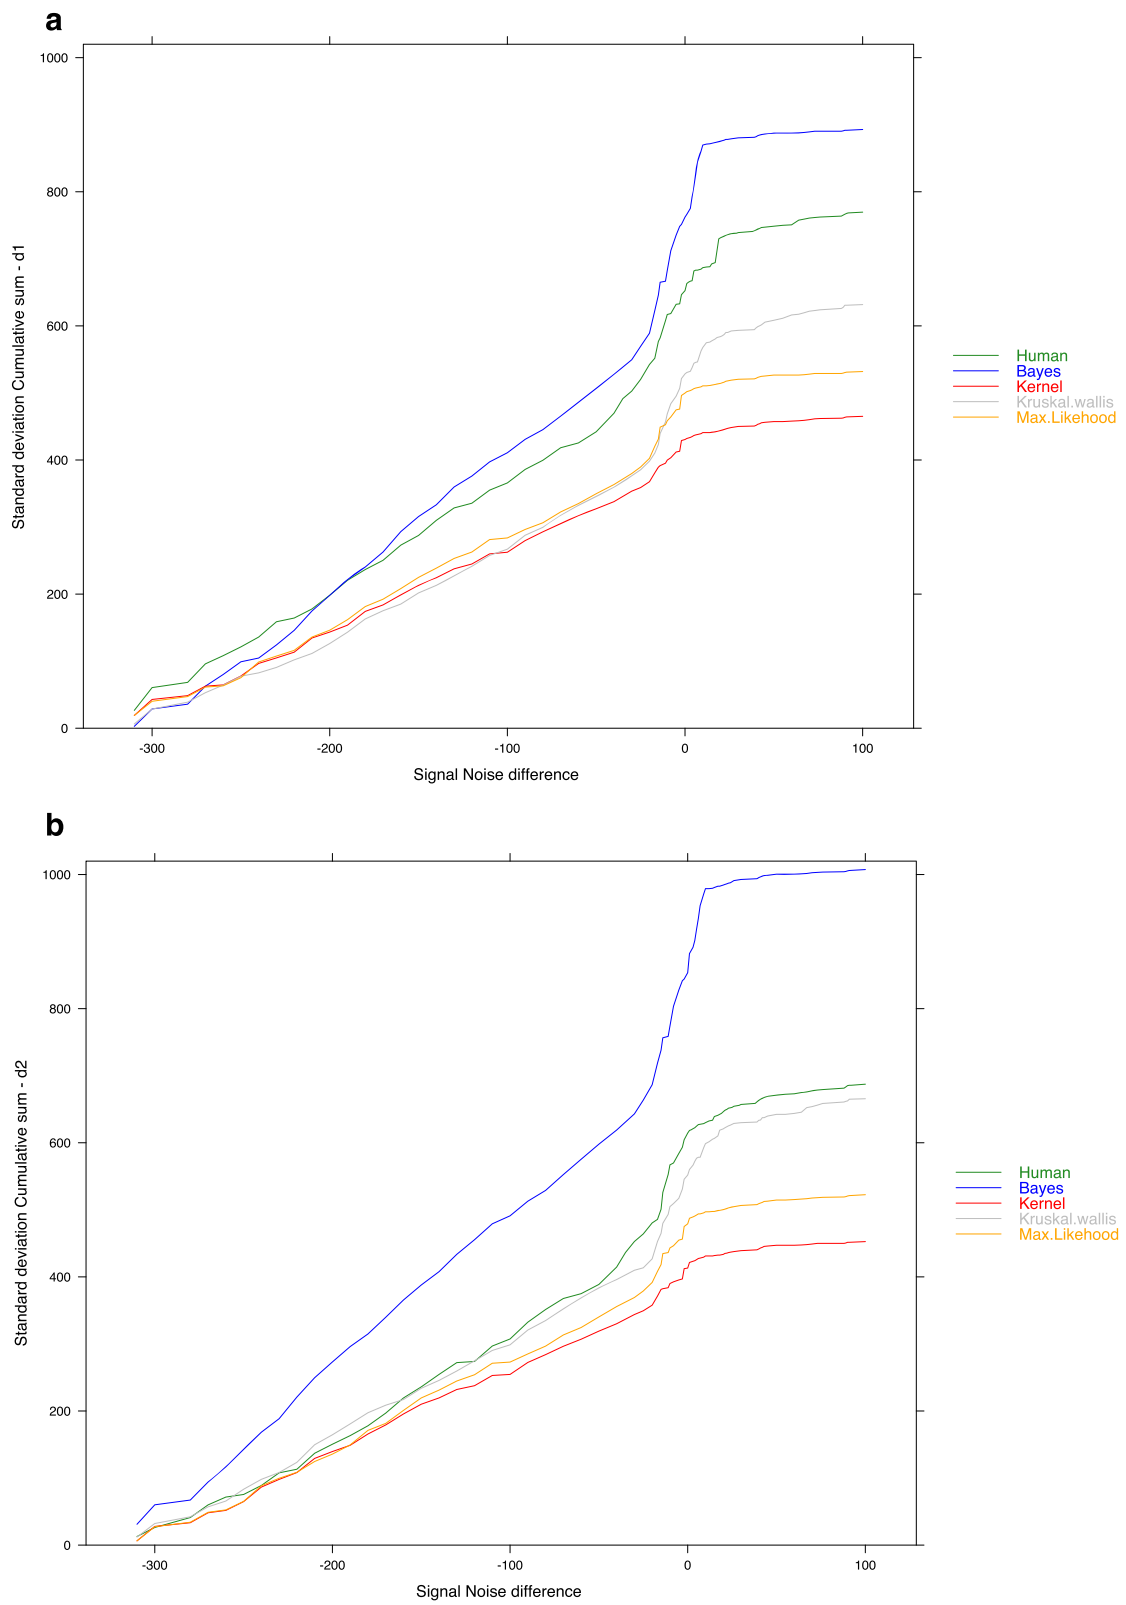 a
1000
800
600
400
200
0
Standard deviation Cumulative sum - d1
-300 -200 -100 0 100
Signal Noise difference
Human
Bayes
Kernel
Kruskal.wallis
Max.Likehood
b
1000
800
600
400
200
0
Standard deviation Cumulative sum - d2
-300 -200 -100 0 100
Signal Noise difference
Human
Bayes
Kernel
Kruskal.wallis
Max.Likehood